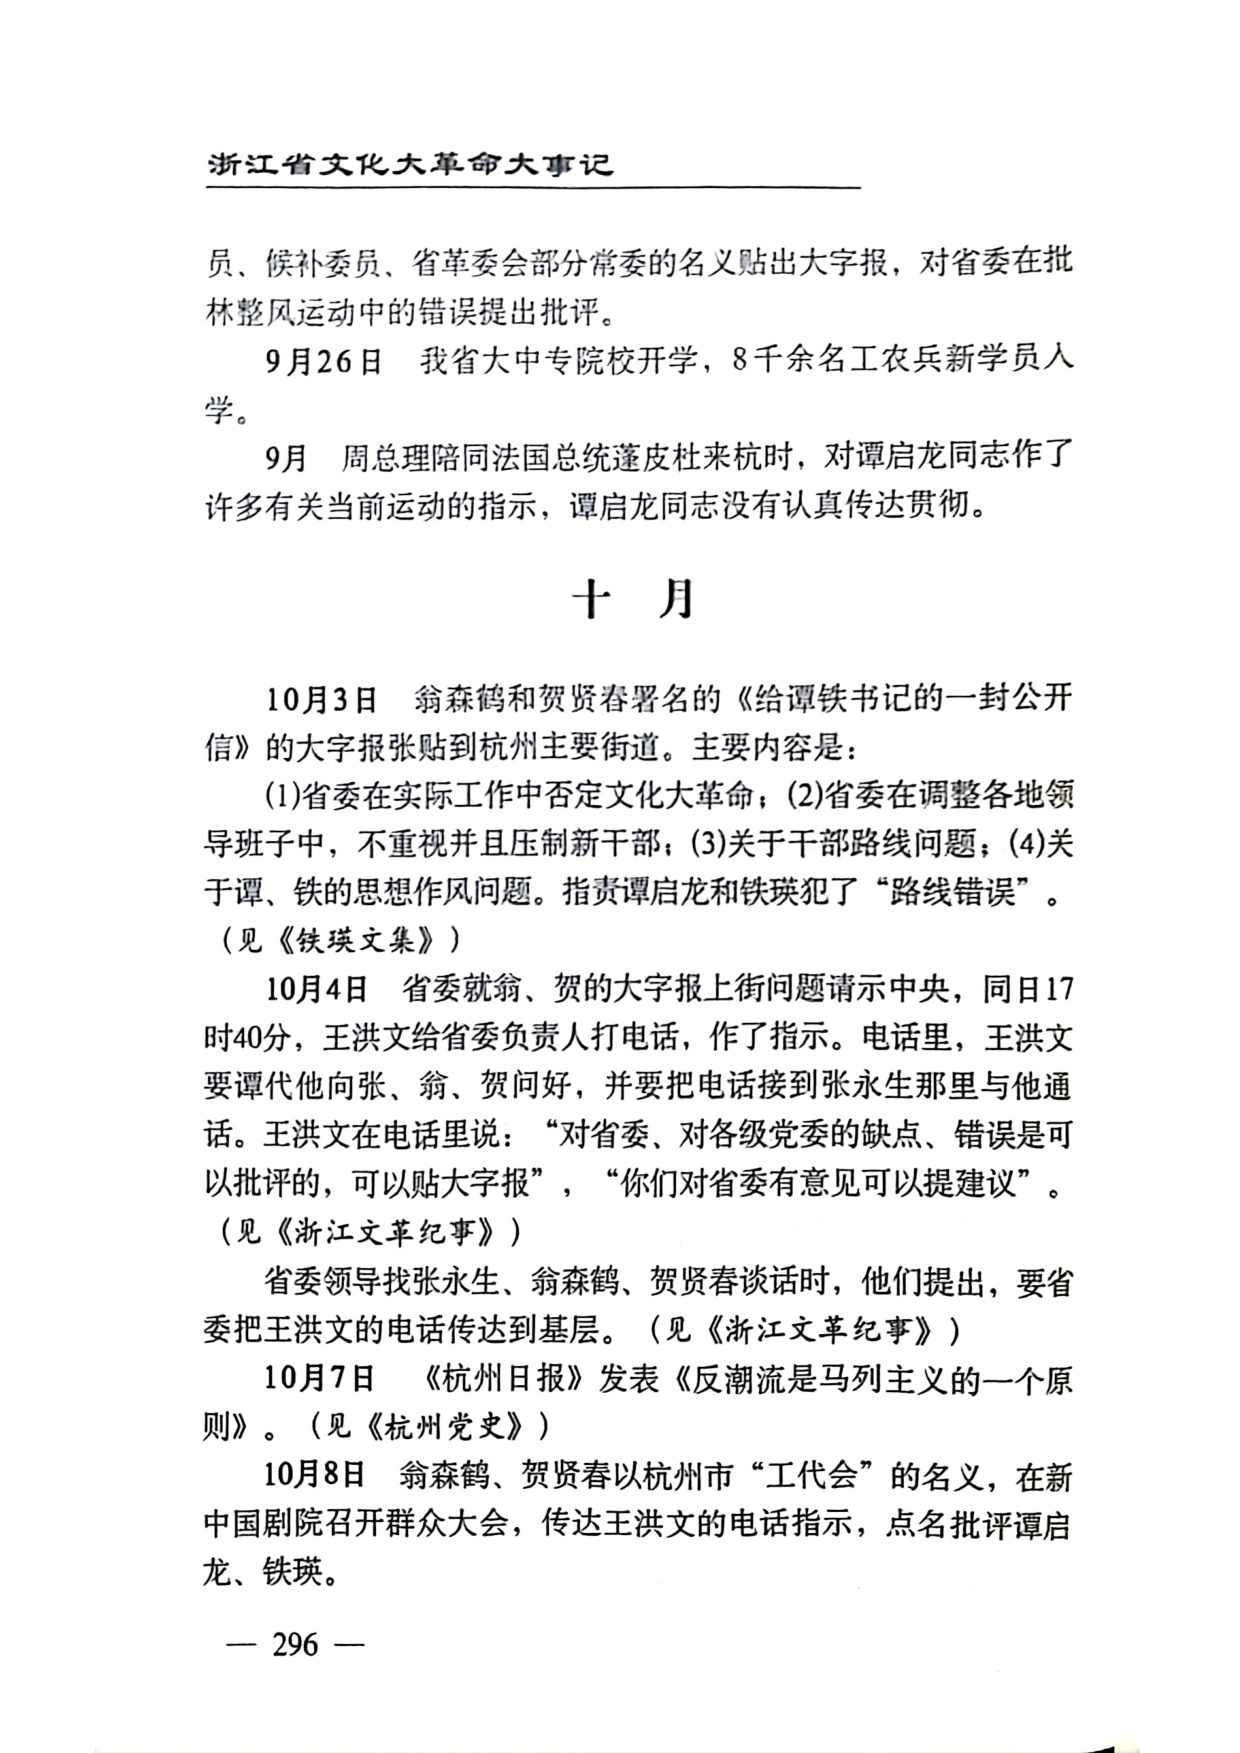 浙江省文化大革命大事记
员、候补委员、省革委会部分常委的名义贴出大字报，对省委在批
林整风运动中的错误提出批评。
9月26日　我省大中专院校开学，8千余名工农兵新学员入
学。
9月　周总理陪同法国总统蓬皮杜来杭时，对谭启龙同志作了
许多有关当前运动的指示，谭启龙同志没有认真传达贯彻。
十　月
10月3日　翁森鹤和贺贤春署名的《给谭铁书记的一封公开
信》的大字报张贴到杭州主要街道。主要内容是：
(1)省委在实际工作中否定文化大革命；(2)省委在调整各地领
导班子中，不重视并且压制新干部；(3)关于干部路线问题；(4)关
于谭、铁的思想作风问题。指责谭启龙和铁瑛犯了“路线错误”。
（见《铁瑛文集》）
10月4日　省委就翁、贺的大字报上街问题请示中央，同日17
时40分，王洪文给省委负责人打电话，作了指示。电话里，王洪文
要谭代他向张、翁、贺问好，并要把电话接到张永生那里与他通
话。王洪文在电话里说：“对省委、对各级党委的缺点、错误是可
以批评的，可以贴大字报”，“你们对省委有意见可以提建议”。
（见《浙江文革纪事》）
省委领导找张永生、翁森鹤、贺贤春谈话时，他们提出，要省
委把王洪文的电话传达到基层。（见《浙江文革纪事》）
10月7日　《杭州日报》发表《反潮流是马列主义的一个原
则》。（见《杭州党史》）
10月8日　翁森鹤、贺贤春以杭州市“工代会”的名义，在新
中国剧院召开群众大会，传达王洪文的电话指示，点名批评谭启
龙、铁瑛。
— 296 —